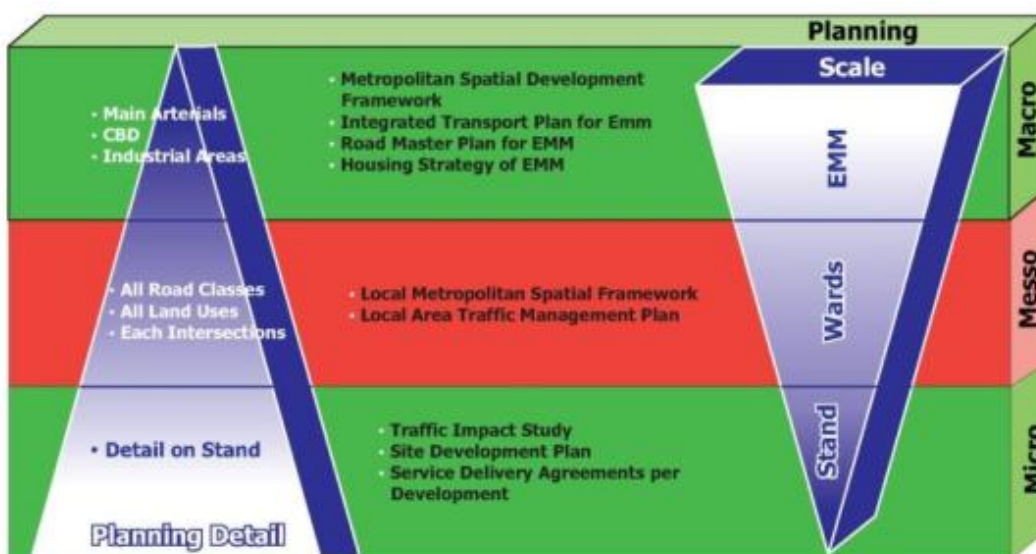 Planning
Scale
Macro
• Main Arterials
• CBD
• Industrial Areas
• Metropolitan Spatial Development
Framework
• Integrated Transport Plan for Emm
• Road Master Plan for EMM
• Housing Strategy of EMM
EMM
Messo
• All Road Classes
• All Land Uses
• Each Intersections
• Local Metropolitan Spatial Framework
• Local Area Traffic Management Plan
Wards
Micro
• Detail on Stand
• Traffic Impact Study
• Site Development Plan
• Service Delivery Agreements per
Development
Stand
Planning Detail